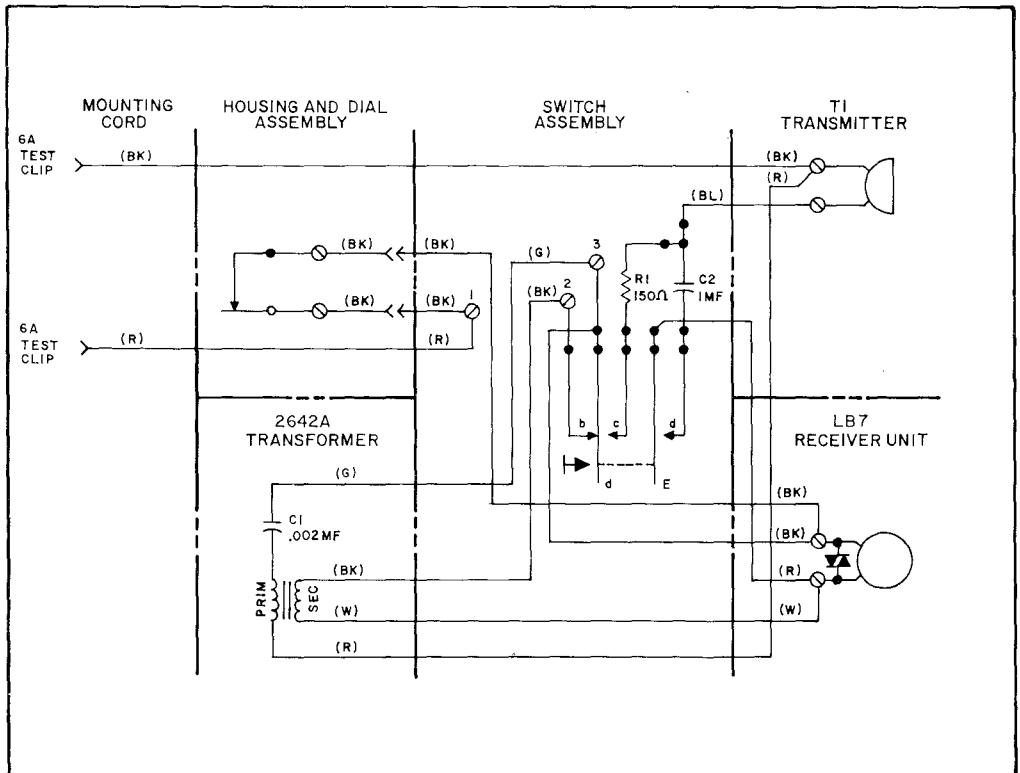 MOUNTING CORD
HOUSING AND DIAL ASSEMBLY
SWITCH ASSEMBLY
T1 TRANSMITTER
6A TEST CLIP
(BK)
(BK)
(R)
(BL)
(BK)
(BK)
(G)
3
(BK)
2
R1
150Ω
C2
1MF
(BK)
(BK)
1
6A TEST CLIP
(R)
(R)
b
c
d
d
E
2642A TRANSFORMER
LB7 RECEIVER UNIT
(G)
(BK)
C1
.002MF
(BK)
(BK)
(R)
PRIM
SEC
(W)
(W)
(R)